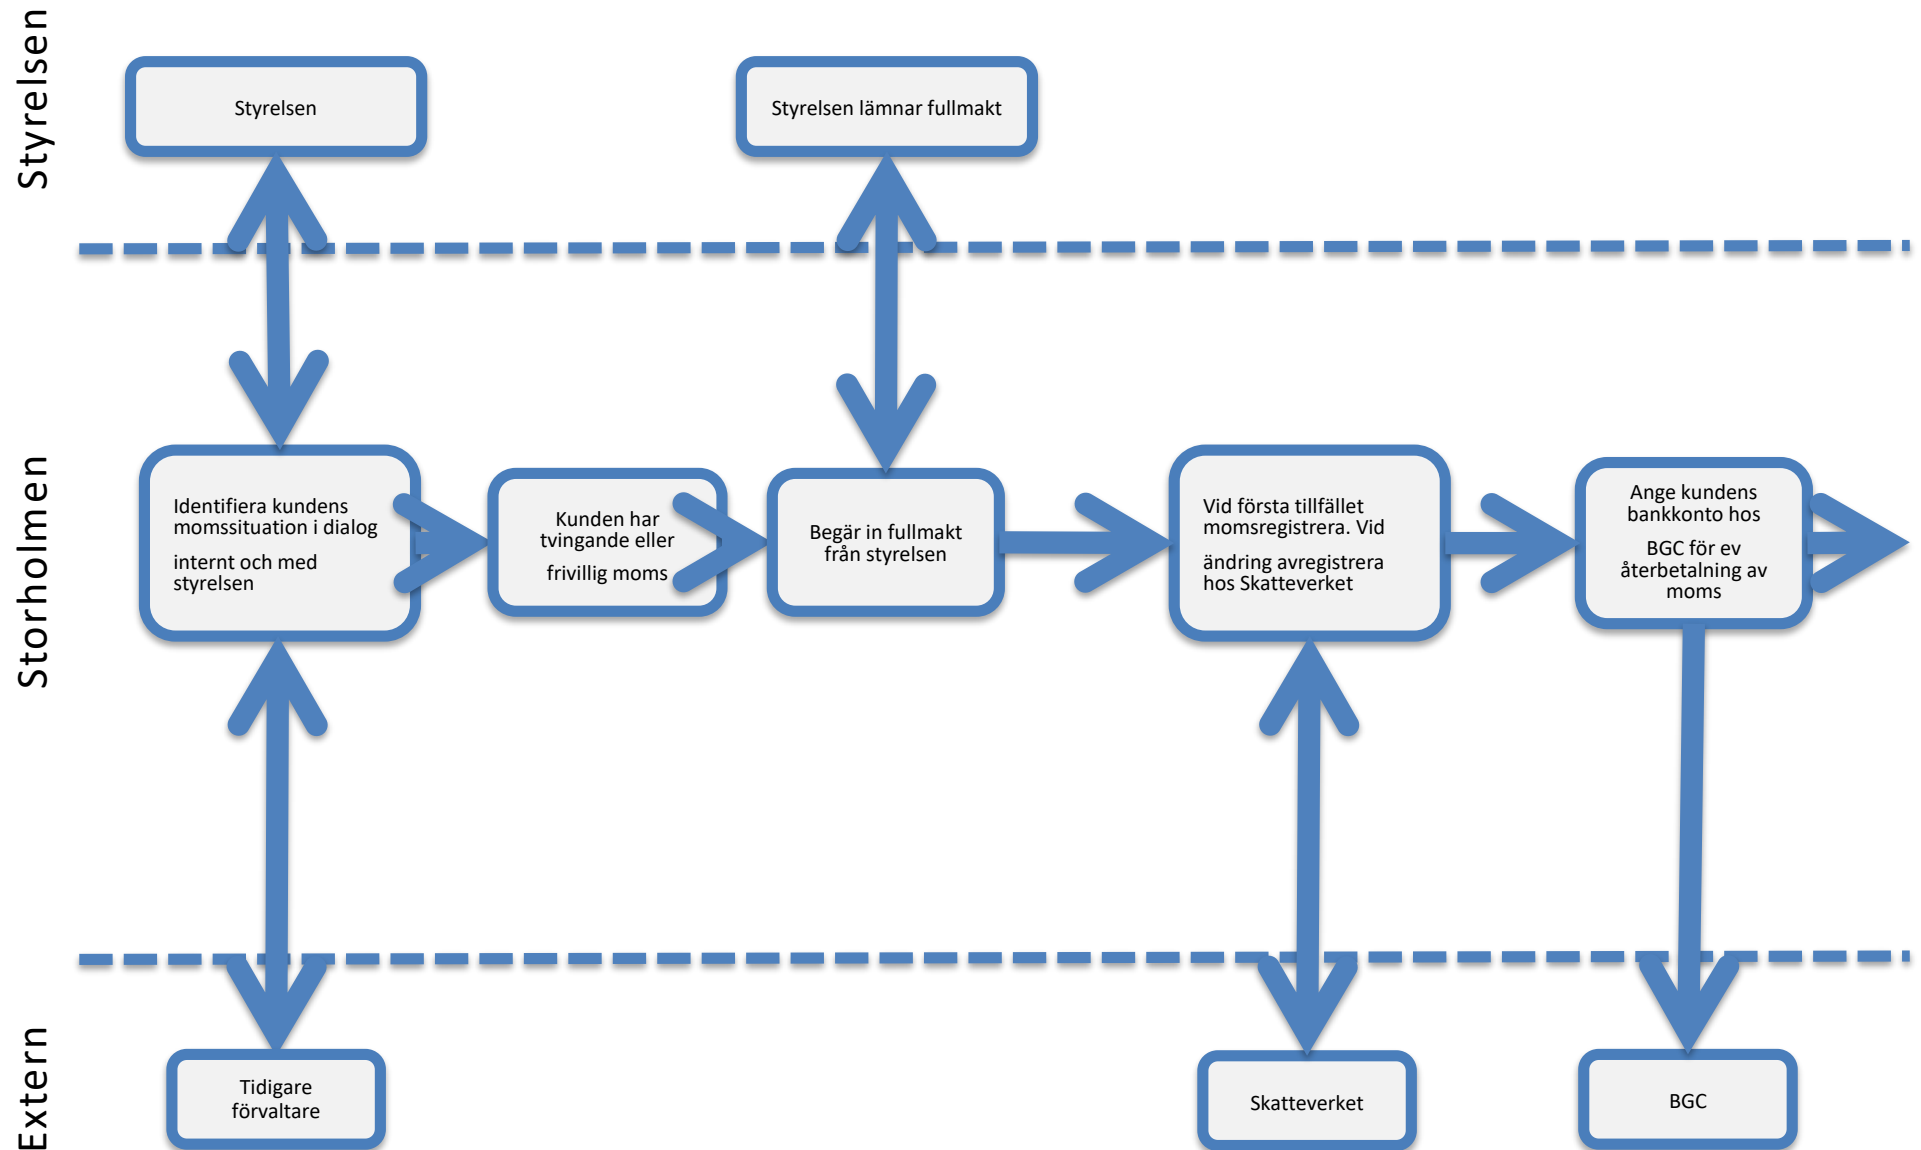 Styrelsen
Styrelsen
Styrelsen lämnar fullmakt
Storholmen
Identifiera kundens
momssituation i dialog
internt och med
styrelsen
Kunden har
tvingande eller
frivillig moms
Begär in fullmakt
från styrelsen
Vid första tillfället
momsregistrera. Vid
ändring avregistrera
hos Skatteverket
Ange kundens
bankkonto hos
BGC för ev
återbetalning av
moms
Extern
Tidigare
förvaltare
Skatteverket
BGC